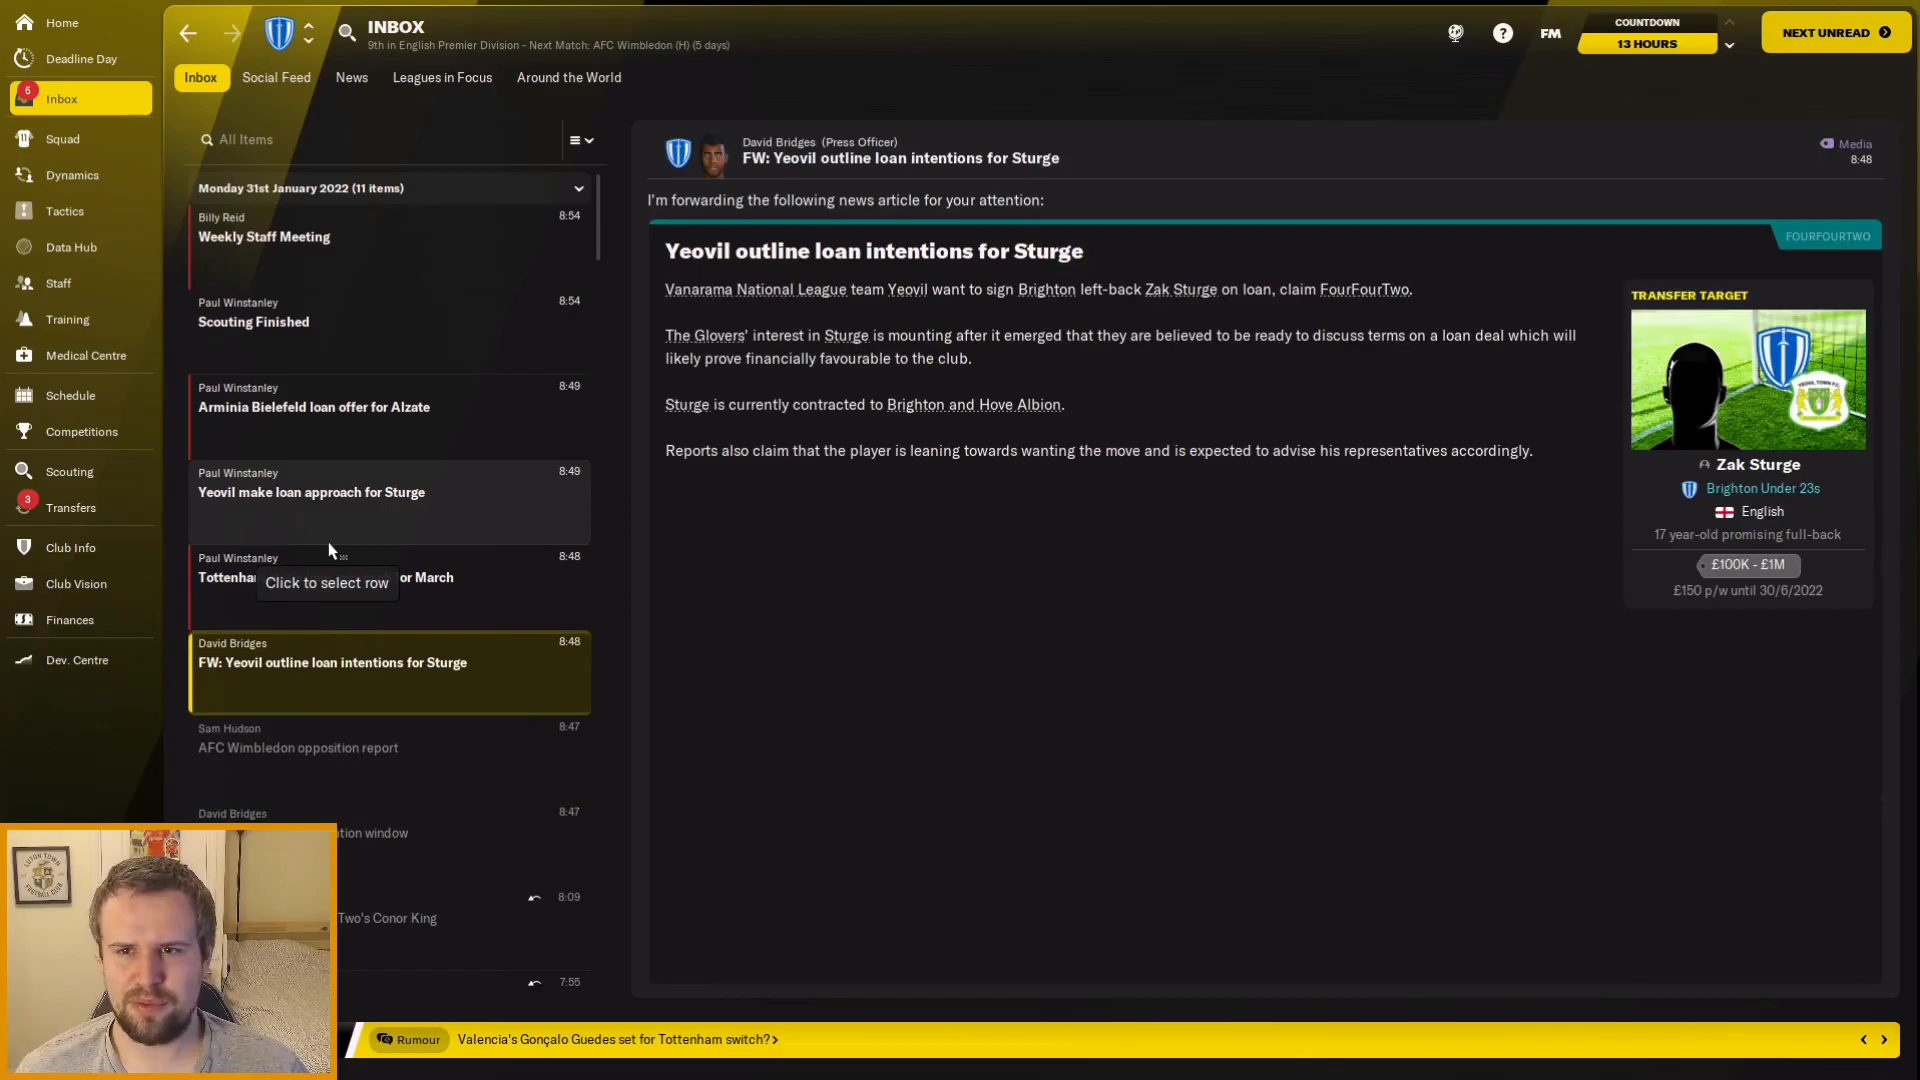 Home
Deadline Day
5
Inbox
Squad
Dynamics
Tactics
Data Hub
Staff
Training
Medical Centre
Schedule
Competitions
Scouting
3
Transfers
Club Info
Club Vision
Finances
Dev. Centre
INBOX
9th in English Premier Division - Next Match: AFC Wimbledon (H) (5 days)
FM
COUNTDOWN
13 HOURS
NEXT UNREAD
Inbox Social Feed News Leagues in Focus Around the World
All Items
Monday 31st January 2022 (11 items)
Billy Reid 8:54
Weekly Staff Meeting
Paul Winstanley 8:54
Scouting Finished
Paul Winstanley 8:49
Arminia Bielefeld loan offer for Alzate
Paul Winstanley 8:49
Yeovil make loan approach for Sturge
Paul Winstanley 8:48
Tottenha or March
Click to select row
David Bridges 8:48
FW: Yeovil outline loan intentions for Sturge
Sam Hudson 8:47
AFC Wimbledon opposition report
David Bridges 8:47
ation window
8:09
Two's Conor King
7:55
David Bridges (Press Officer)
FW: Yeovil outline loan intentions for Sturge
Media
8:48
I'm forwarding the following news article for your attention:
FOURFOURTWO
Yeovil outline loan intentions for Sturge
Vanarama National League team Yeovil want to sign Brighton left-back Zak Sturge on loan, claim FourFourTwo.
The Glovers' interest in Sturge is mounting after it emerged that they are believed to be ready to discuss terms on a loan deal which will
likely prove financially favourable to the club.
Sturge is currently contracted to Brighton and Hove Albion.
Reports also claim that the player is leaning towards wanting the move and is expected to advise his representatives accordingly.
TRANSFER TARGET
Zak Sturge
Brighton Under 23s
English
17 year-old promising full-back
£100K - £1M
£150 p/w until 30/6/2022
LUTON TOWN
FOOTBALL CLUB
Rumour
Valencia's Gonçalo Guedes set for Tottenham switch?